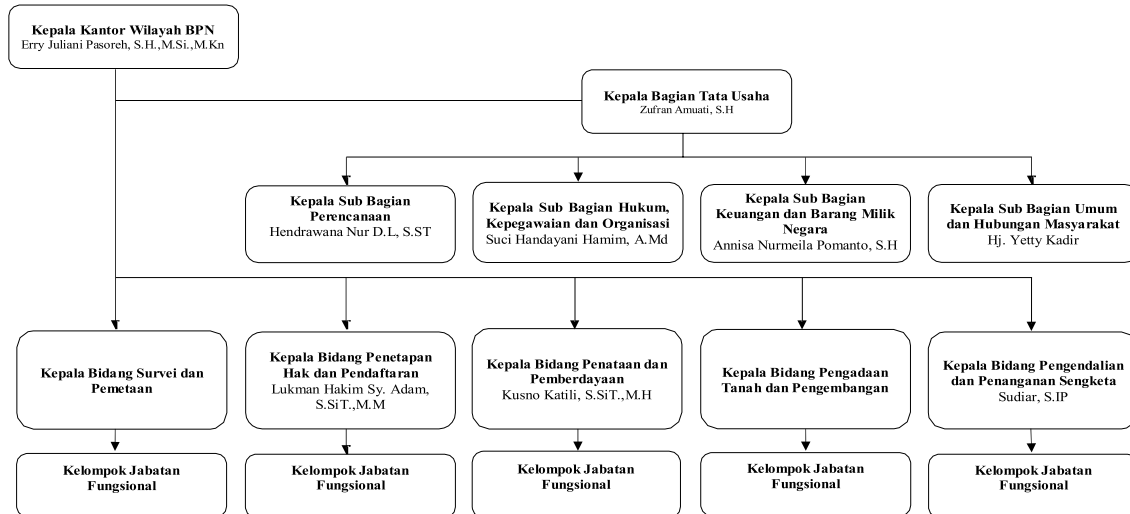 Kepala Kantor Wilayah BPN
Erry Juliani Pasoreh, S.H.,M.Si.,M.Kn
Kepala Bagian Tata Usaha
Zufran Amuati, S.H
Kepala Sub Bagian
Perencanaan
Hendrawana Nur D.L, S.ST
Kepala Sub Bagian Hukum,
Kepegawaian dan Organisasi
Suci Handayani Hamim, A.Md
Kepala Sub Bagian
Keuangan dan Barang Milik
Negara
Annisa Nurmeila Pomanto, S.H
Kepala Sub Bagian Umum
dan Hubungan Masyarakat
Hj. Yetty Kadir
Kepala Bidang Survei dan
Pemetaan
Kepala Bidang Penetapan
Hak dan Pendaftaran
Lukman Hakim Sy. Adam,
S.SiT.,M.M
Kepala Bidang Penataan dan
Pemberdayaan
Kusno Katili, S.SiT.,M.H
Kepala Bidang Pengadaan
Tanah dan Pengembangan
Kepala Bidang Pengendalian
dan Penanganan Sengketa
Sudiar, S.IP
Kelompok Jabatan
Fungsional
Kelompok Jabatan
Fungsional
Kelompok Jabatan
Fungsional
Kelompok Jabatan
Fungsional
Kelompok Jabatan
Fungsional